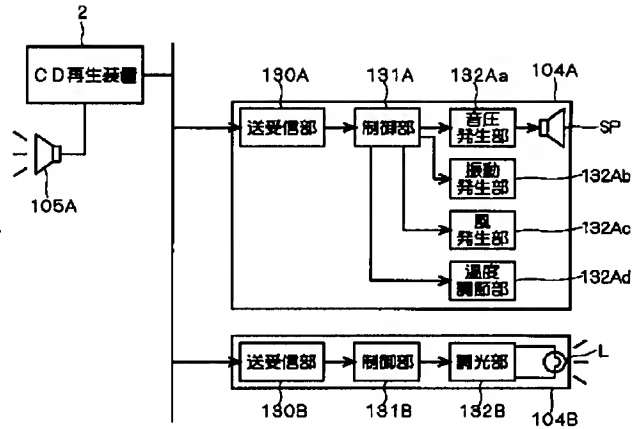 2
CD再生装置
105A
130A
131A
132Aa
104A
送受信部
制御部
音圧
発生部
SP
振動
発生部
132Ab
風
発生部
132Ac
温度
調節部
132Ad
送受信部
制御部
調光部
L
130B
131B
132B
104B